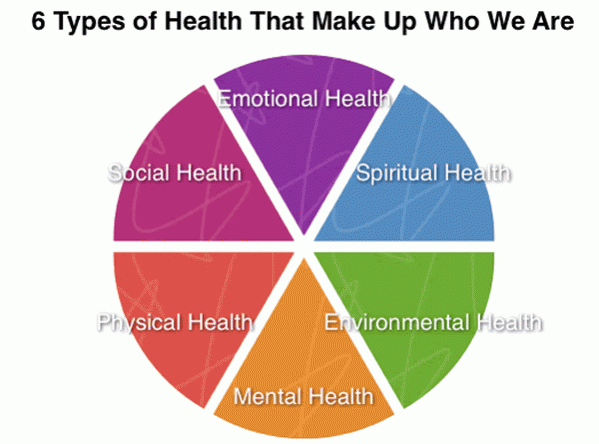 6 Types of Health That Make Up Who We Are
Emotional Health
Social Health
Spiritual Health
Physical Health
Environmental Health
Mental Health